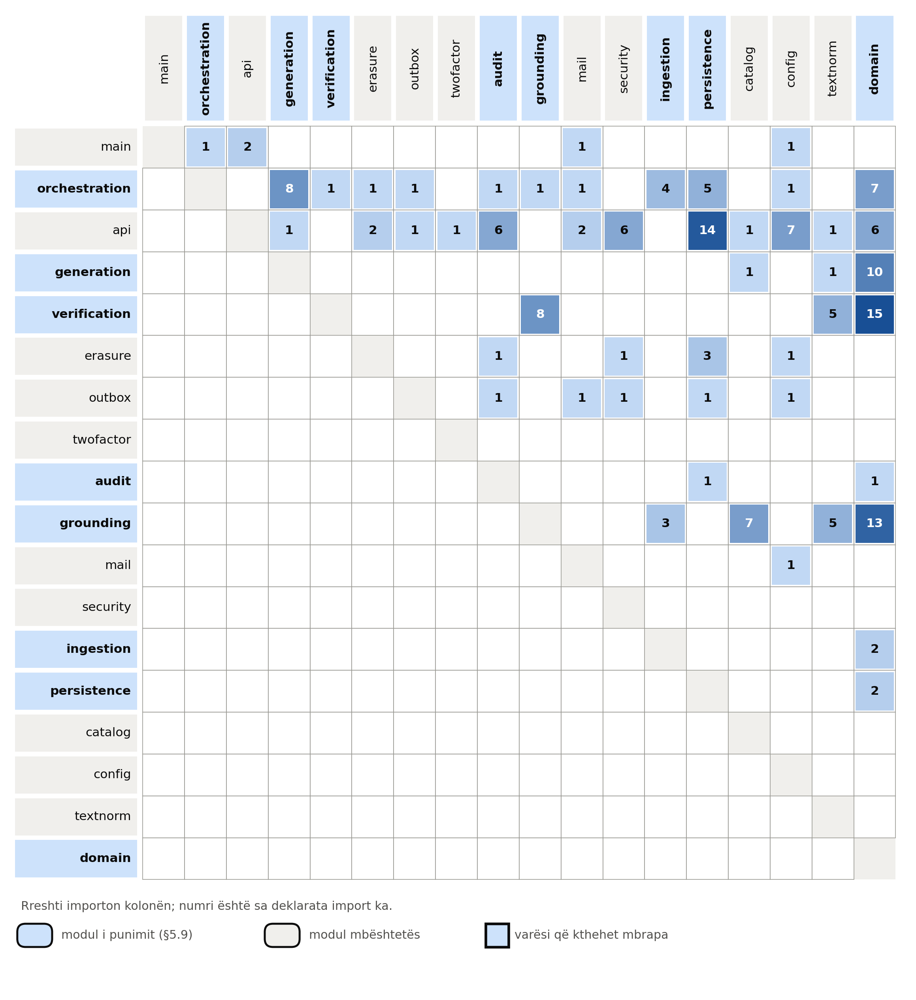 main orchestration api generation verification erasure outbox twofactor audit grounding mail security ingestion persistence catalog config textnorm domain
main 1 2 1 1
orchestration 8 1 1 1 1 1 1 4 5 1 7
api 1 2 1 1 6 2 6 14 1 7 1 6
generation 1 1 10
verification 8 5 15
erasure 1 1 3 1
outbox 1 1 1 1 1
twofactor
audit 1 1
grounding 3 7 5 13
mail 1
security
ingestion 2
persistence 2
catalog
config
textnorm
domain
Rreshti importon kolonën; numri është sa deklarata import ka.
modul i punimit (§5.9) modul mbështetës varësi që kthehet mbrapa